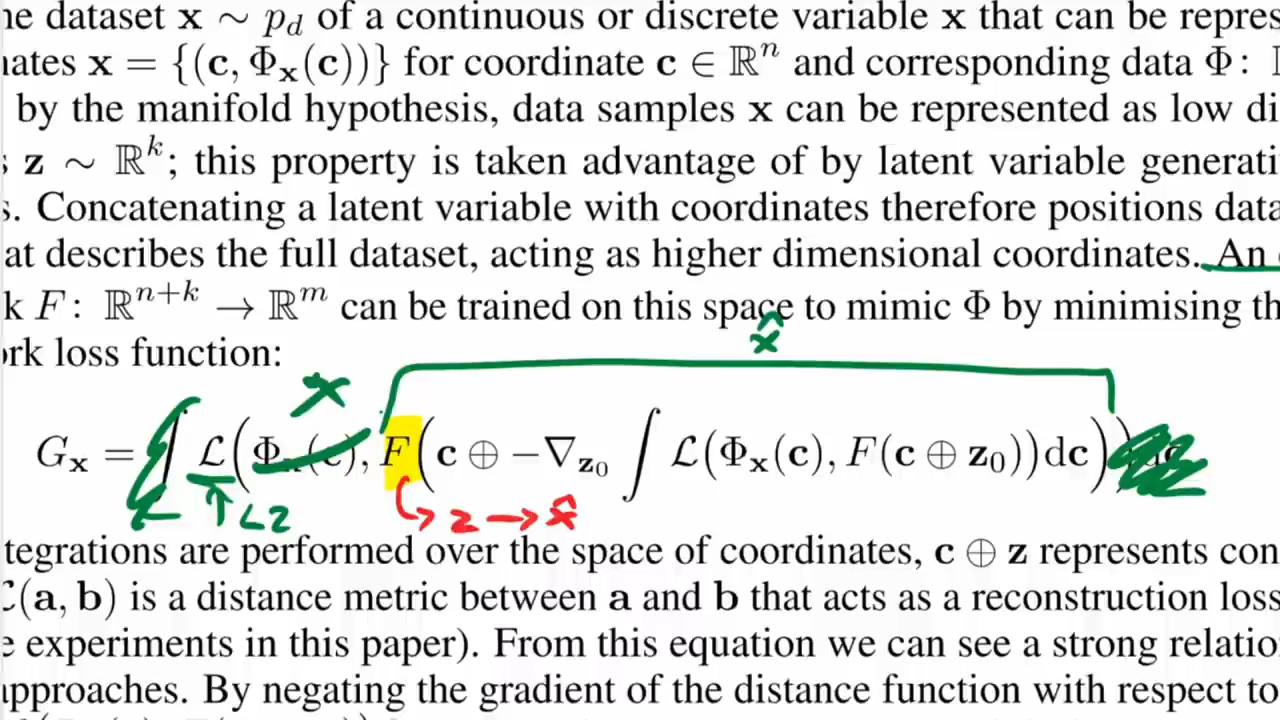 ne dataset x ∼ p_d of a continuous or discrete variable x that can be repres
nates x = {(c, Φ_x(c))} for coordinate c ∈ ℝ^n and corresponding data Φ:
by the manifold hypothesis, data samples x can be represented as low di
s z ∼ ℝ^k; this property is taken advantage of by latent variable generati
s. Concatenating a latent variable with coordinates therefore positions data
at describes the full dataset, acting as higher dimensional coordinates. An
k F: ℝ^{n+k} → ℝ^m can be trained on this space to mimic Φ by minimising th
x̂
ork loss function:
x
G_x = ∫ ℒ(Φ_x(c), F(c ⊕ −∇_{z_0} ∫ ℒ(Φ_x(c), F(c ⊕ z_0))dc))dc
↑ L2 ↳ z → x̂
tegrations are performed over the space of coordinates, c ⊕ z represents con
ℒ(a, b) is a distance metric between a and b that acts as a reconstruction loss
e experiments in this paper). From this equation we can see a strong relatio
approaches. By negating the gradient of the distance function with respect to